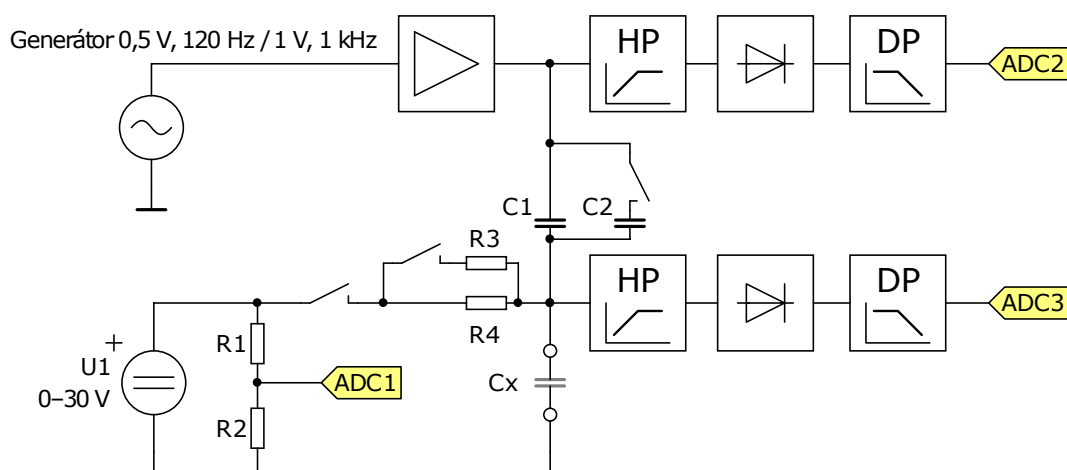 Generátor 0,5 V, 120 Hz / 1 V, 1 kHz
HP
DP
ADC2
C1
C2
R3
HP
DP
ADC3
R4
R1
+
U1
0–30 V
ADC1
Cx
R2